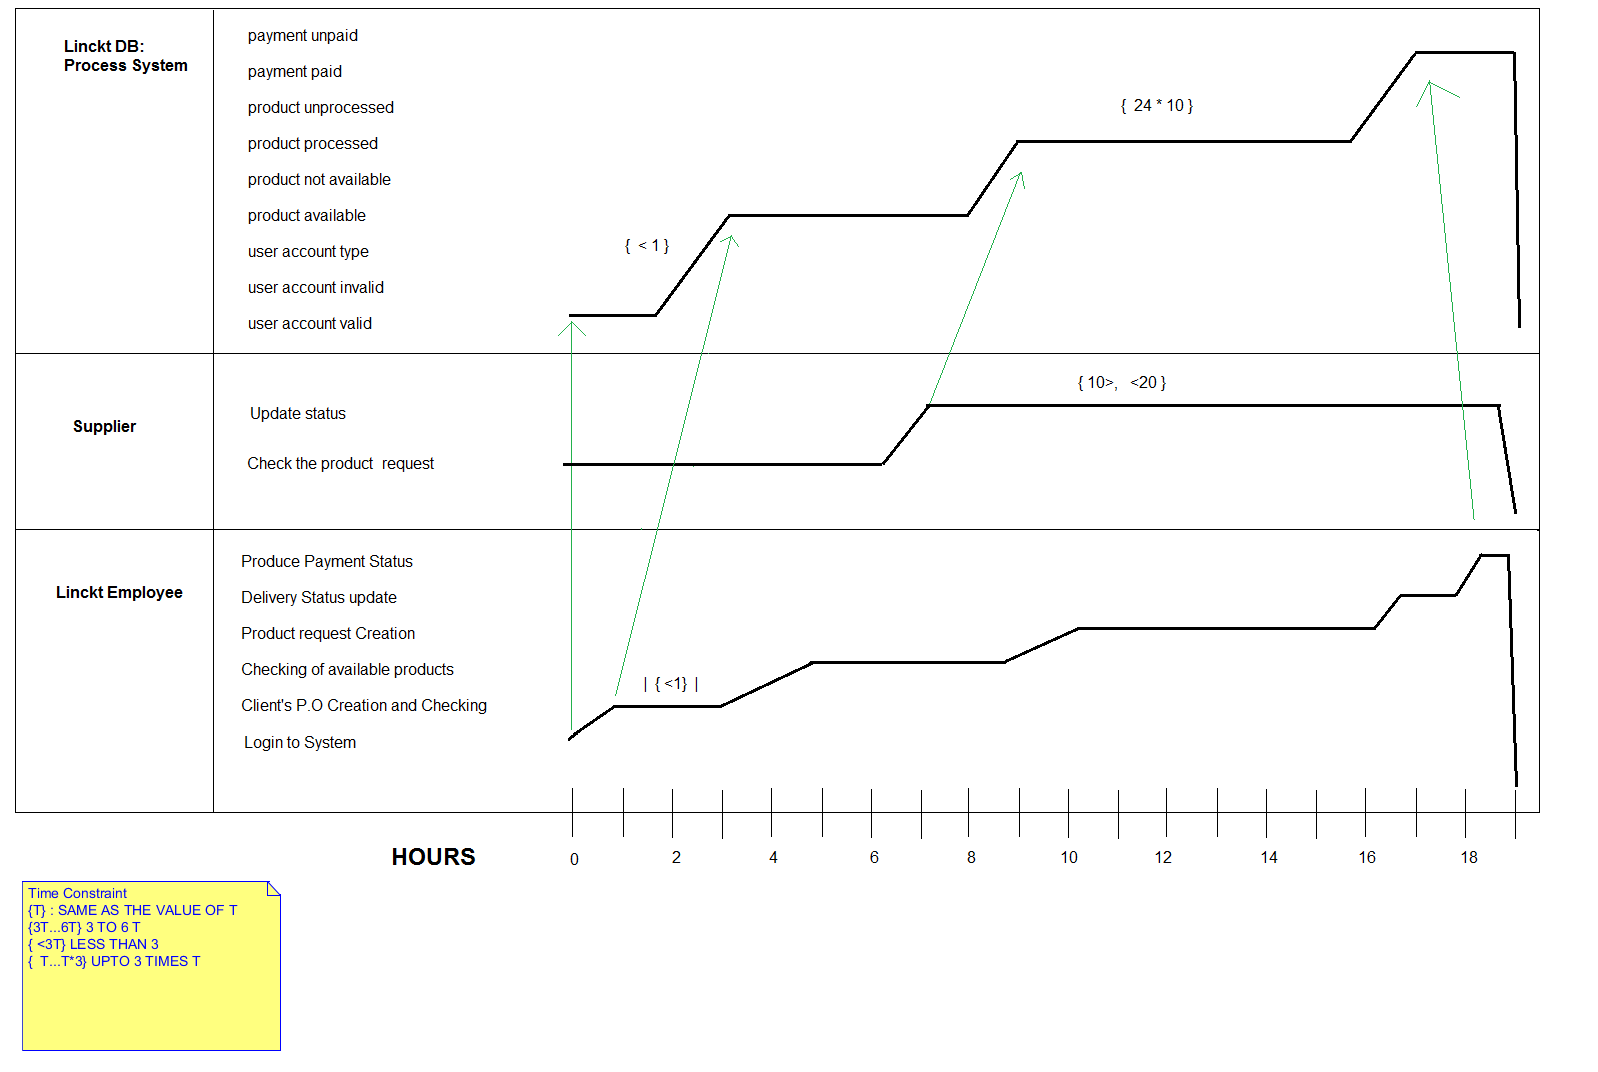 Linckt DB:
Process System
payment unpaid
payment paid
product unprocessed
product processed
product not available
product available
user account type
user account invalid
user account valid
{  < 1 }
{  24 * 10 }
Supplier
Update status
Check the product  request
{ 10>,   <20 }
Linckt Employee
Produce Payment Status
Delivery Status update
Product request Creation
Checking of available products
Client's P.O Creation and Checking
Login to System
|  { <1}  |
HOURS
0 2 4 6 8 10 12 14 16 18
Time Constraint
{T} : SAME AS THE VALUE OF T
{3T...6T} 3 TO 6 T
{ <3T} LESS THAN 3
{  T...T*3} UPTO 3 TIMES T